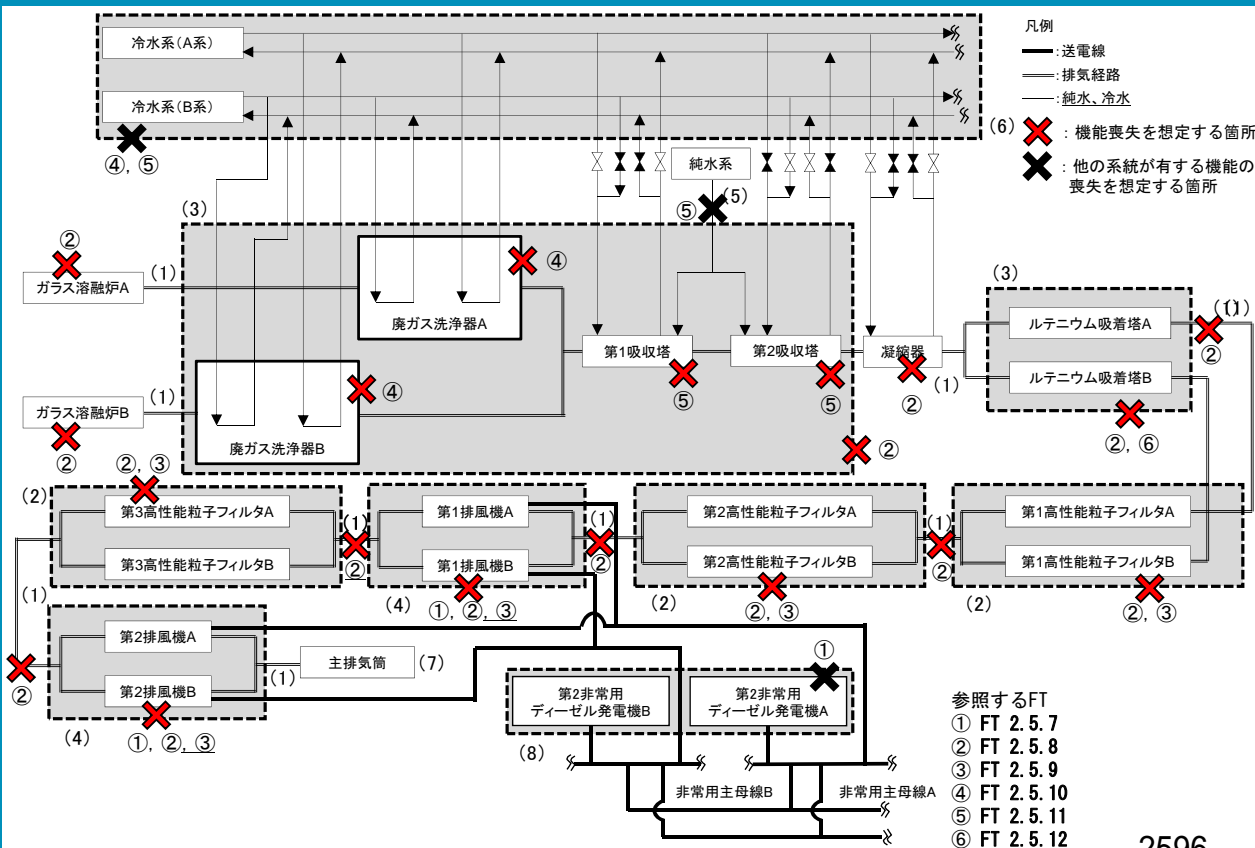 冷水系(A系)
冷水系(B系)
④, ⑤
(6)
凡例
:送電線
:排気経路
:純水、冷水
:機能喪失を想定する箇所
:他の系統が有する機能の
喪失を想定する箇所
純水系
⑤
(5)
(3)
②
ガラス溶融炉A
(1)
廃ガス洗浄器A
④
ガラス溶融炉B
(1)
②
廃ガス洗浄器B
④
第1吸収塔
⑤
第2吸収塔
⑤
凝縮器
②
(1)
②
(3)
ルテニウム吸着塔A
ルテニウム吸着塔B
②, ⑥
②
(2)
②, ③
第3高性能粒子フィルタA
第3高性能粒子フィルタB
(1)
②
第1排風機A
第1排風機B
(4)
①, ②, ③
(1)
②
第2高性能粒子フィルタA
第2高性能粒子フィルタB
(2)
②, ③
(1)
②
第1高性能粒子フィルタA
第1高性能粒子フィルタB
(2)
②, ③
(1)
②
第2排風機A
第2排風機B
(4)
①, ②, ③
(1)
主排気筒
(7)
①
第2非常用
ディーゼル発電機B
第2非常用
ディーゼル発電機A
(8)
非常用主母線B
非常用主母線A
参照するFT
① FT 2.5.7
② FT 2.5.8
③ FT 2.5.9
④ FT 2.5.10
⑤ FT 2.5.11
⑥ FT 2.5.12